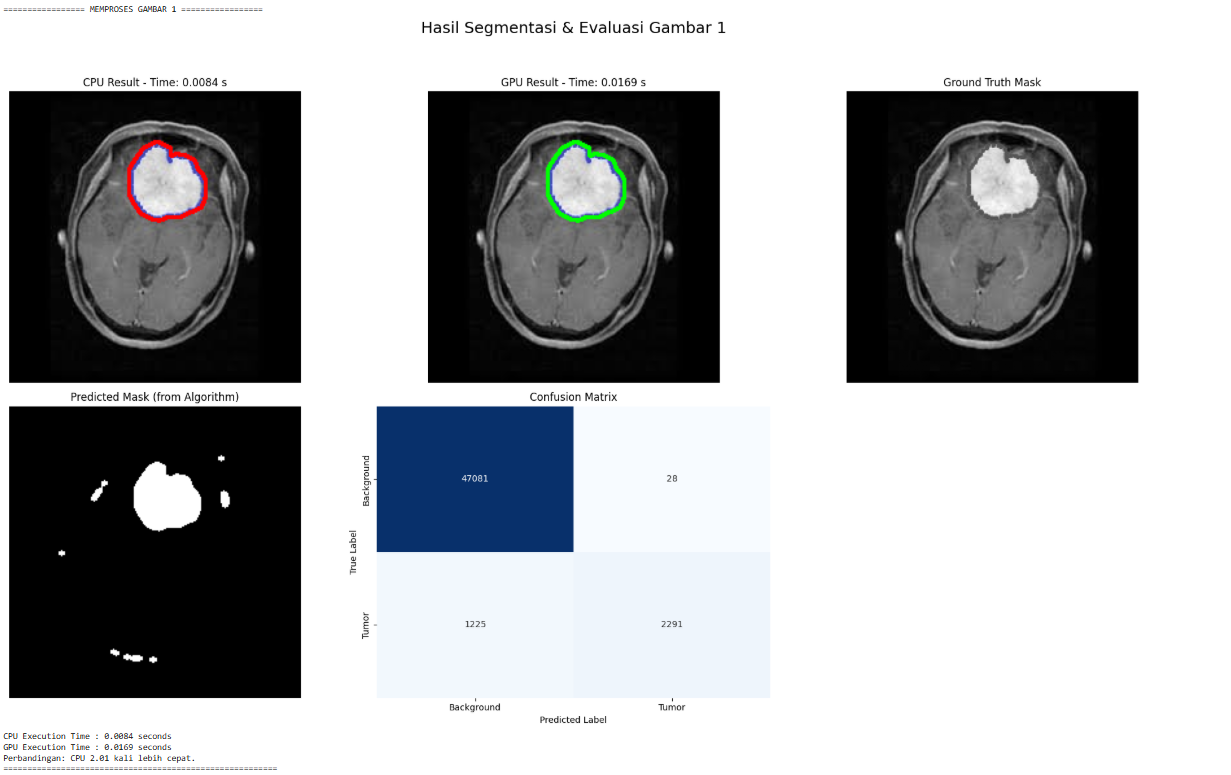 ================= MEMPROSES GAMBAR 1 =================
Hasil Segmentasi & Evaluasi Gambar 1
CPU Result - Time: 0.0084 s
GPU Result - Time: 0.0169 s
Ground Truth Mask
Predicted Mask (from Algorithm)
Confusion Matrix
True Label
Background
47081
28
Tumor
1225
2291
Background
Tumor
Predicted Label
CPU Execution Time : 0.0084 seconds
GPU Execution Time : 0.0169 seconds
Perbandingan: CPU 2.01 kali lebih cepat.
=========================================================